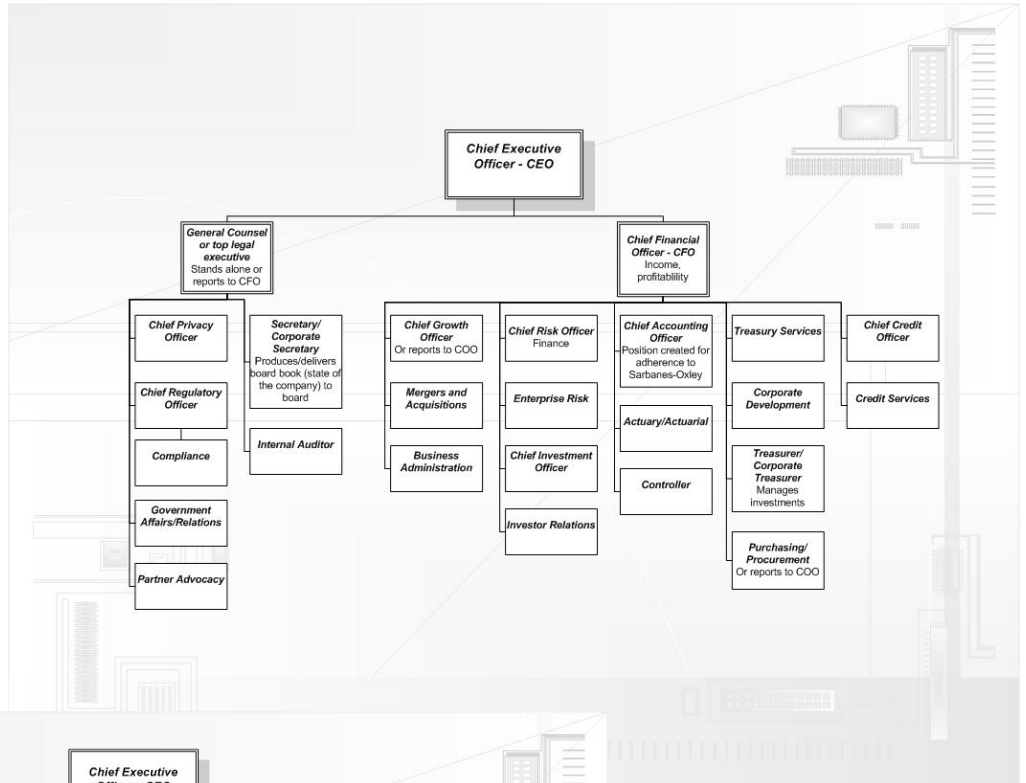 Chief Executive
Officer - CEO
General Counsel
or top legal
executive
Stands alone or
reports to CFO
Chief Financial
Officer - CFO
Income,
profitablility
Chief Privacy
Officer
Chief Regulatory
Officer
Compliance
Government
Affairs/Relations
Partner Advocacy
Secretary/
Corporate
Secretary
Produces/delivers
board book (state of
the company) to
board
Internal Auditor
Chief Growth
Officer
Or reports to COO
Mergers and
Acquisitions
Business
Administration
Chief Risk Officer
Finance
Enterprise Risk
Chief Investment
Officer
Investor Relations
Chief Accounting
Officer
Position created for
adherence to
Sarbanes-Oxley
Actuary/Actuarial
Controller
Treasury Services
Corporate
Development
Treasurer/
Corporate
Treasurer
Manages
investments
Purchasing/
Procurement
Or reports to COO
Chief Credit
Officer
Credit Services
Chief Executive